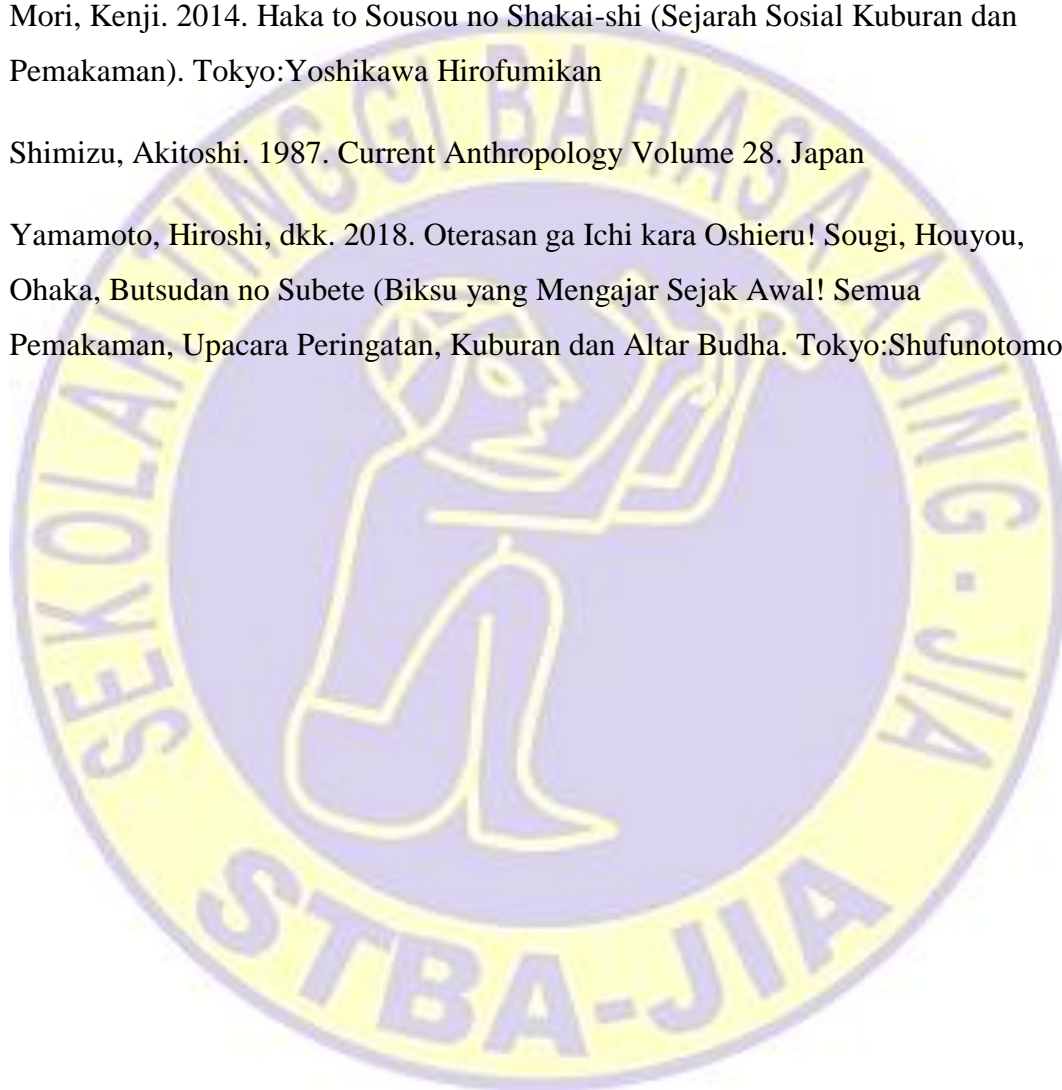 Mori, Kenji. 2014. Haka to Sousou no Shakai-shi (Sejarah Sosial Kuburan dan
Pemakaman). Tokyo:Yoshikawa Hirofumikan
Shimizu, Akitoshi. 1987. Current Anthropology Volume 28. Japan
Yamamoto, Hiroshi, dkk. 2018. Oterasan ga Ichi kara Oshieru! Sougi, Houyou,
Ohaka, Butsudan no Subete (Biksu yang Mengajar Sejak Awal! Semua
Pemakaman, Upacara Peringatan, Kuburan dan Altar Budha. Tokyo:Shufunotomo
SEKOLAH TINGGI BAHASA ASING - JIA
STBA-JIA